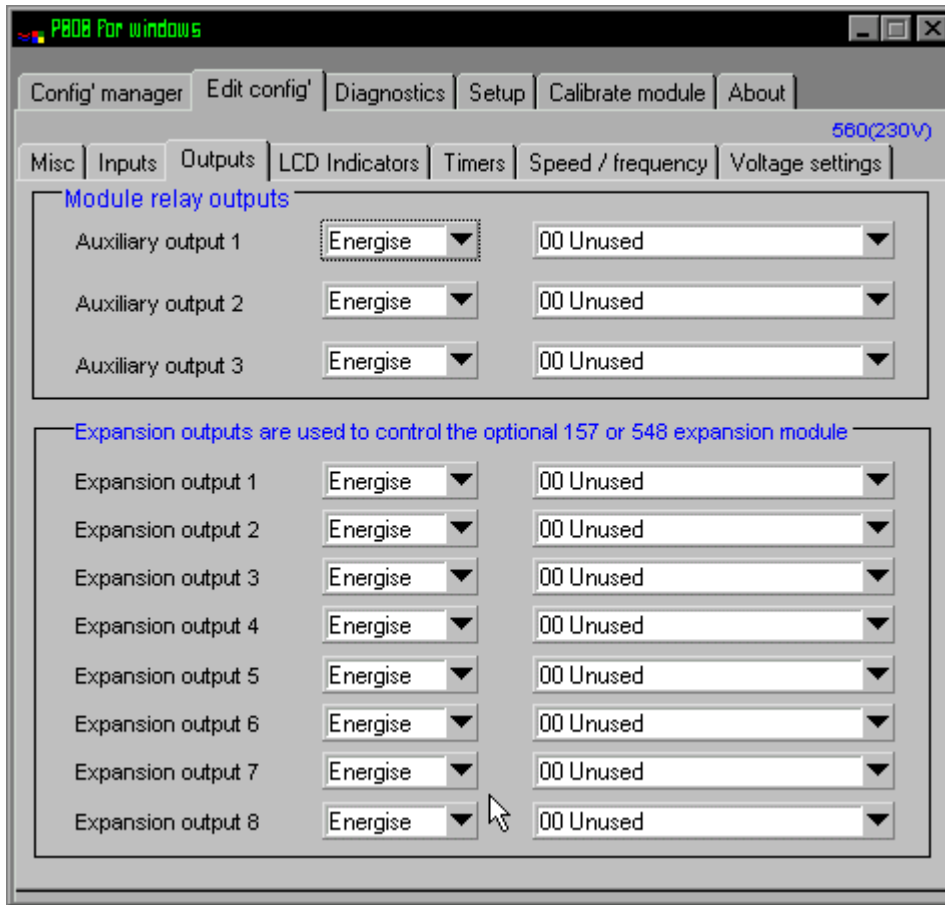 P808 For windows
Config' manager Edit config' Diagnostics Setup Calibrate module About
560(230V)
Misc Inputs Outputs LCD Indicators Timers Speed / frequency Voltage settings
Module relay outputs
Auxiliary output 1 Energise 00 Unused
Auxiliary output 2 Energise 00 Unused
Auxiliary output 3 Energise 00 Unused
Expansion outputs are used to control the optional 157 or 548 expansion module
Expansion output 1 Energise 00 Unused
Expansion output 2 Energise 00 Unused
Expansion output 3 Energise 00 Unused
Expansion output 4 Energise 00 Unused
Expansion output 5 Energise 00 Unused
Expansion output 6 Energise 00 Unused
Expansion output 7 Energise 00 Unused
Expansion output 8 Energise 00 Unused